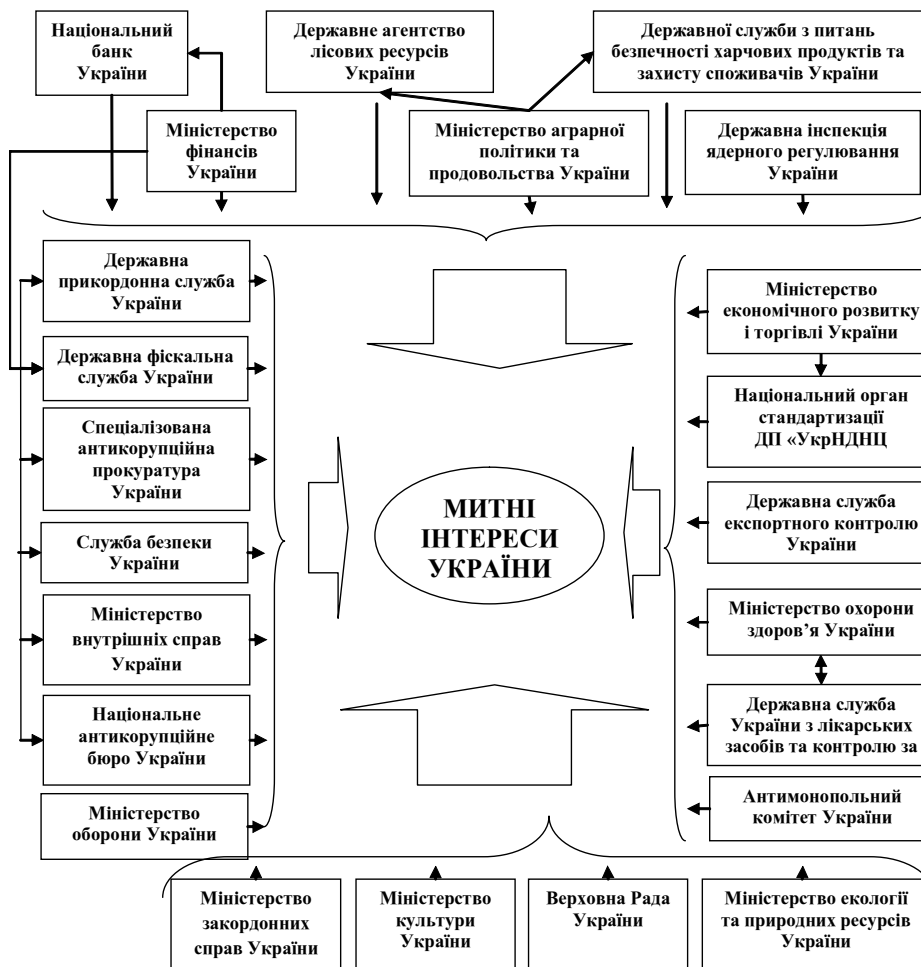 Національний
банк
України
Державне агентство
лісових ресурсів
України
Державної служби з питань
безпечності харчових продуктів та
захисту споживачів України
Міністерство
фінансів
України
Міністерство аграрної
політики та
продовольства України
Державна інспекція
ядерного регулювання
України
Державна
прикордонна служба
України
Державна фіскальна
служба України
Спеціалізована
антикорупційна
прокуратура
України
Служба безпеки
України
Міністерство
внутрішніх справ
України
Національне
антикорупційне
бюро України
Міністерство
оборони України
МИТНІ
ІНТЕРЕСИ
УКРАЇНИ
Міністерство
економічного розвитку
і торгівлі України
Національний орган
стандартизації
ДП «УкрНДНЦ
Державна служба
експортного контролю
України
Міністерство охорони
здоров’я України
Державна служба
України з лікарських
засобів та контролю за
Антимонопольний
комітет України
Міністерство
закордонних
справ України
Міністерство
культури
України
Верховна Рада
України
Міністерство екології
та природних ресурсів
України